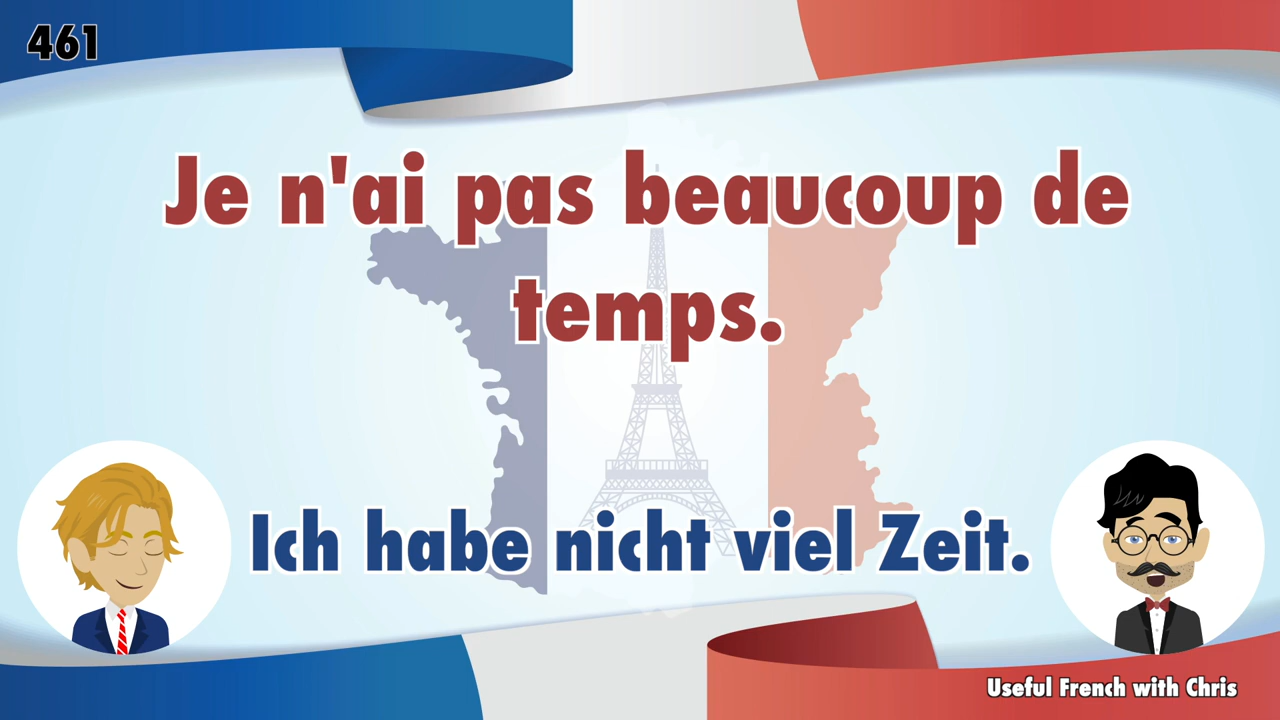 461
Je n'ai pas beaucoup de
temps.
Ich habe nicht viel Zeit.
Useful French with Chris